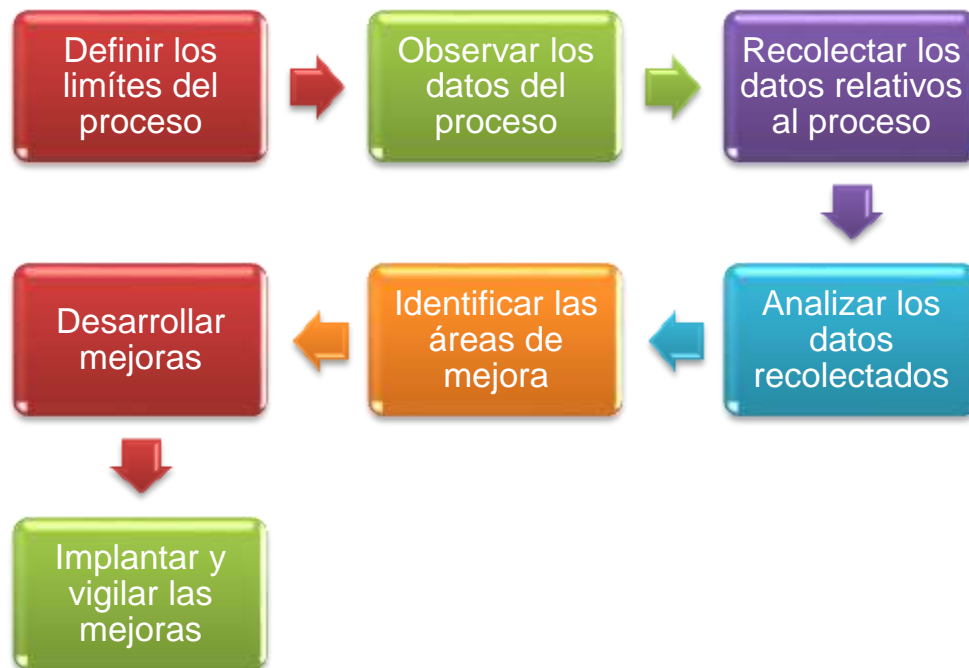 Definir los
limítes del
proceso
Observar los
datos del
proceso
Recolectar los
datos relativos
al proceso
Analizar los
datos
recolectados
Identificar las
áreas de
mejora
Desarrollar
mejoras
Implantar y
vigilar las
mejoras